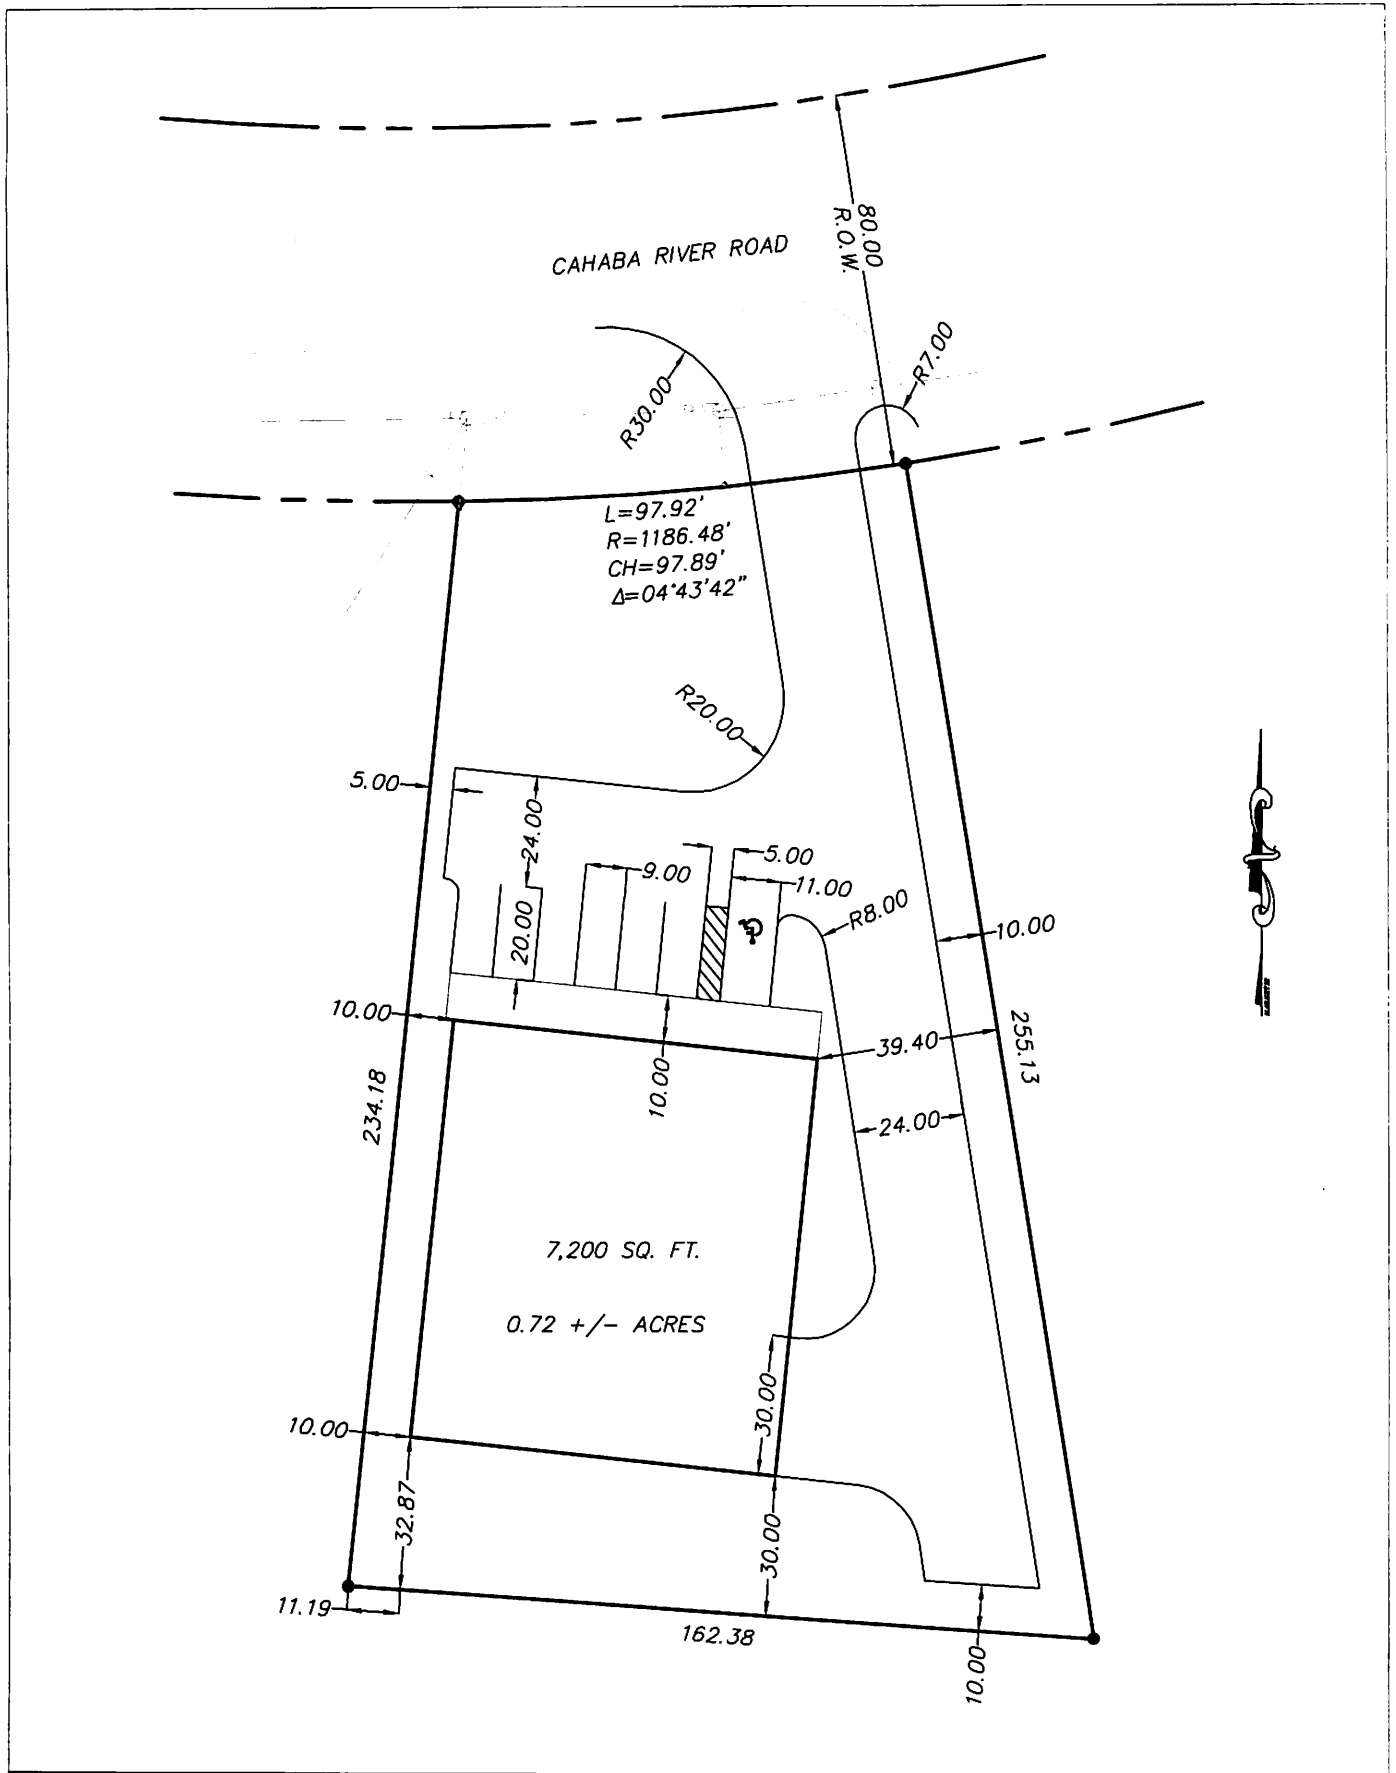 80.00
R.O.W.
CAHABA RIVER ROAD
R7.00
R30.00
L=97.92'
R=1186.48'
CH=97.89'
Δ=04°43'42"
R20.00
5.00
24.00
5.00
9.00
11.00
R8.00
20.00
10.00
10.00
39.40
255.13
10.00
234.18
24.00
7,200 SQ. FT.
0.72 +/- ACRES
30.00
10.00
32.87
30.00
11.19
162.38
10.00